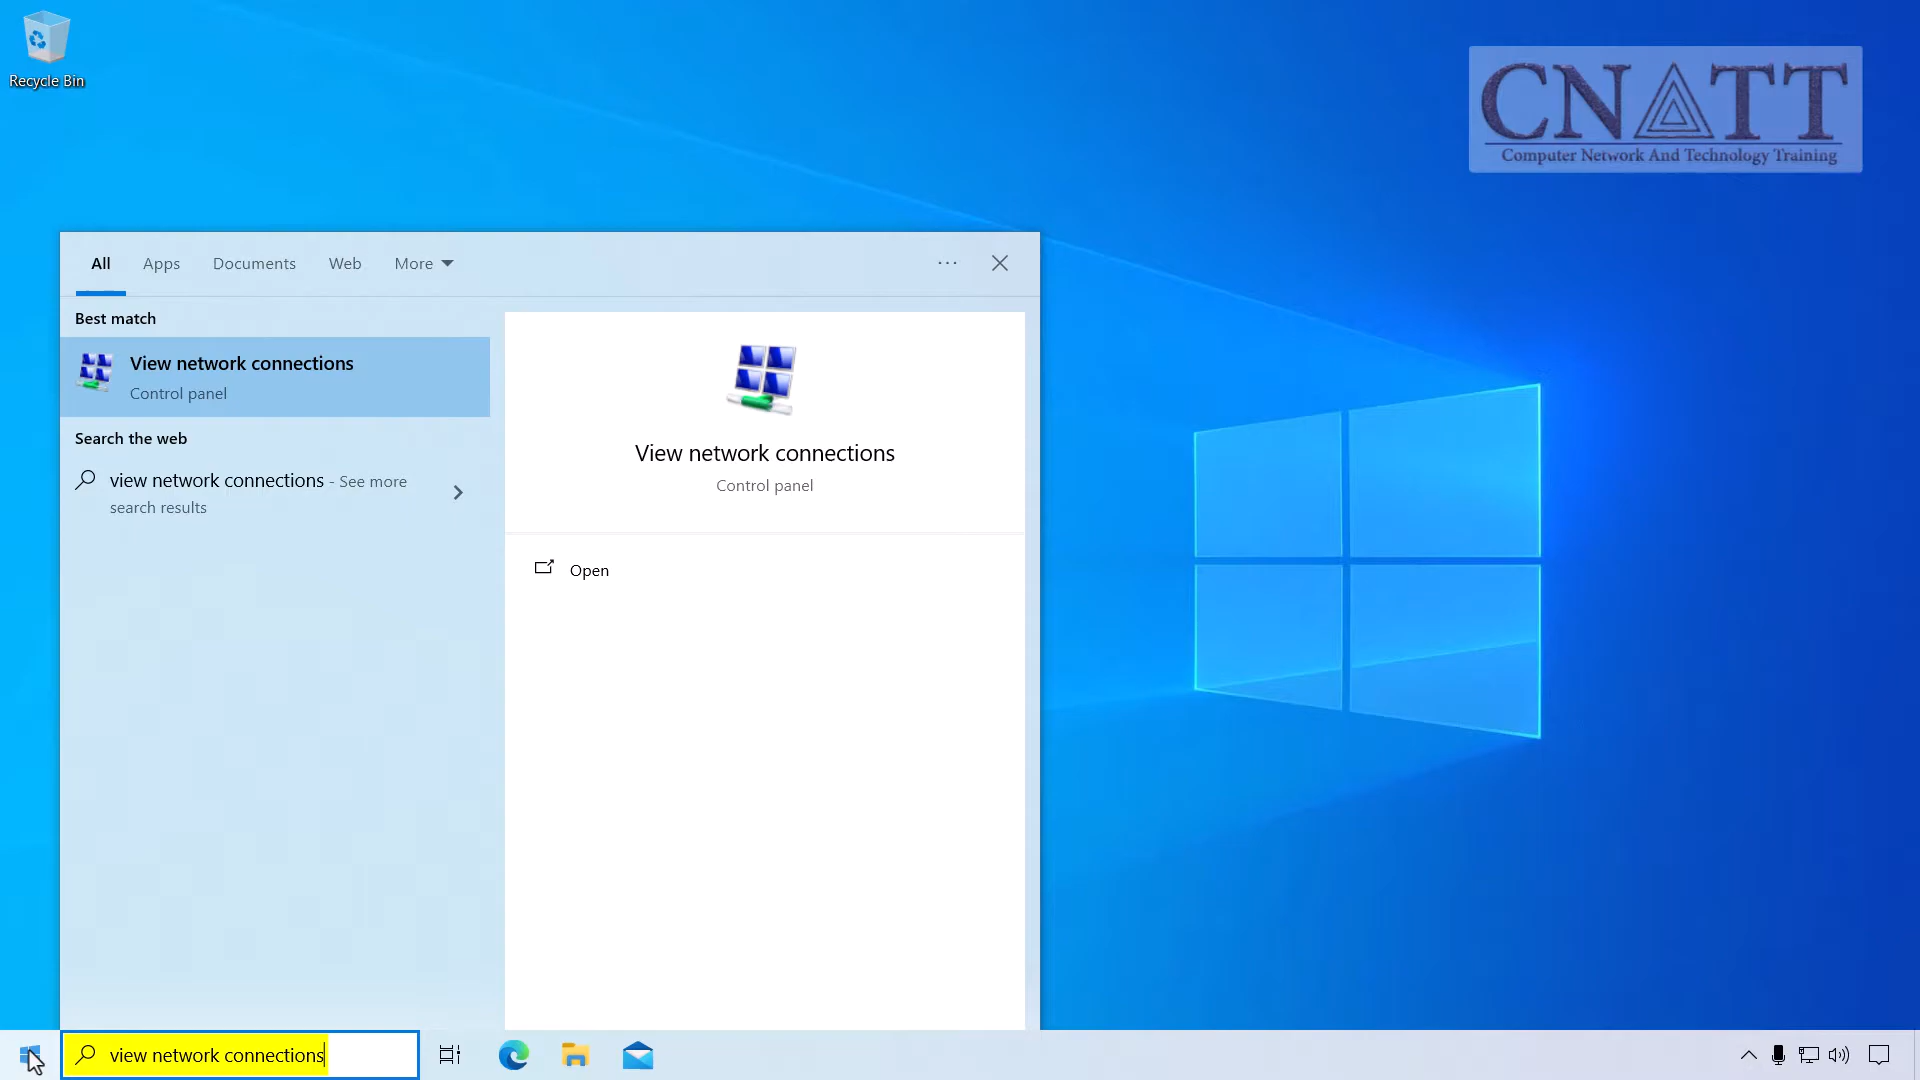 Recycle Bin
CNATT
Computer Network And Technology Training
All Apps Documents Web More
Best match
View network connections
Control panel
Search the web
view network connections - See more
search results
View network connections
Control panel
Open
view network connections